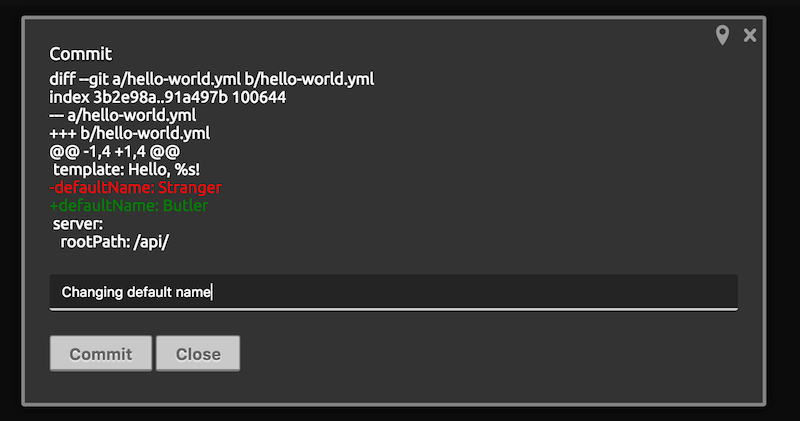 Commit
diff --git a/hello-world.yml b/hello-world.yml
index 3b2e98a..91a497b 100644
--- a/hello-world.yml
+++ b/hello-world.yml
@@ -1,4 +1,4 @@
 template: Hello, %s!
-defaultName: Stranger
+defaultName: Butler
 server:
   rootPath: /api/
Changing default name
Commit Close